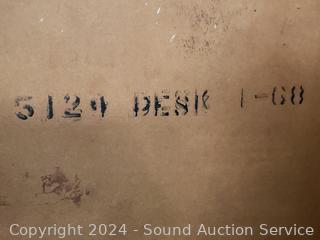 5124 DESK 1-68
Copyright 2024 - Sound Auction Service